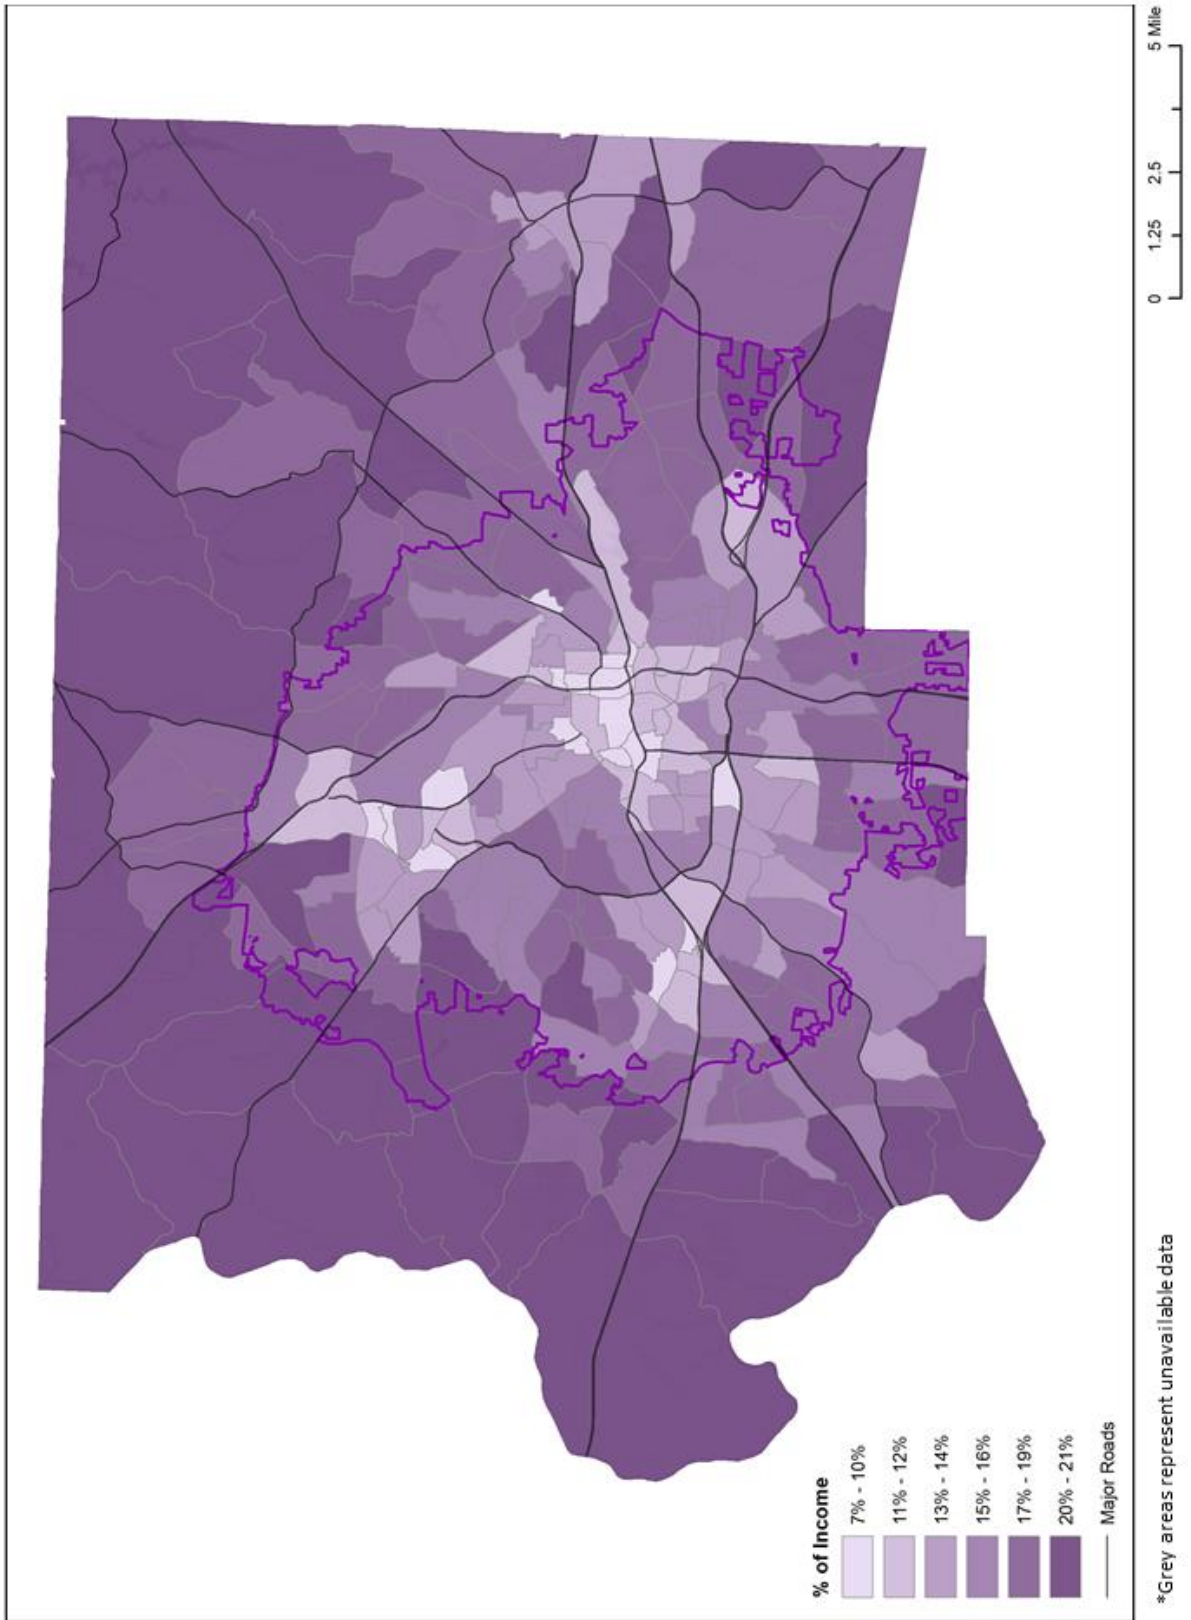 % of Income
7% - 10%
11% - 12%
13% - 14%
15% - 16%
17% - 19%
20% - 21%
Major Roads
*Grey areas represent unavailable data
0 1.25 2.5 5 Mile